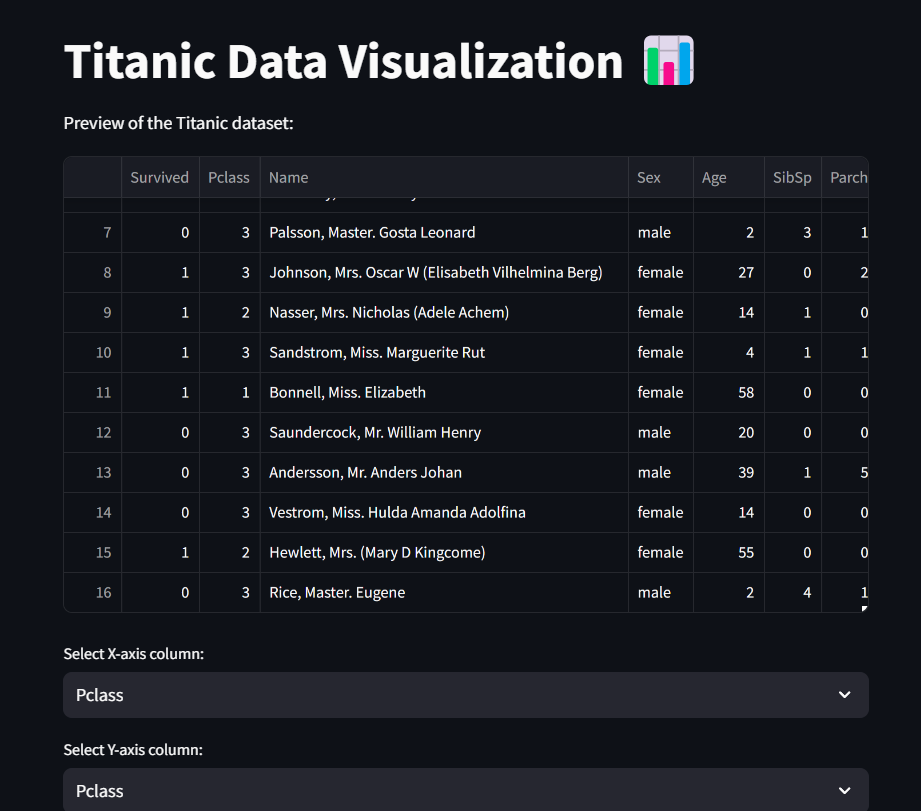 Titanic Data Visualization
Preview of the Titanic dataset:
Survived Pclass Name Sex Age SibSp Parch
7 0 3 Palsson, Master. Gosta Leonard male 2 3 1
8 1 3 Johnson, Mrs. Oscar W (Elisabeth Vilhelmina Berg) female 27 0 2
9 1 2 Nasser, Mrs. Nicholas (Adele Achem) female 14 1 0
10 1 3 Sandstrom, Miss. Marguerite Rut female 4 1 1
11 1 1 Bonnell, Miss. Elizabeth female 58 0 0
12 0 3 Saundercock, Mr. William Henry male 20 0 0
13 0 3 Andersson, Mr. Anders Johan male 39 1 5
14 0 3 Vestrom, Miss. Hulda Amanda Adolfina female 14 0 0
15 1 2 Hewlett, Mrs. (Mary D Kingcome) female 55 0 0
16 0 3 Rice, Master. Eugene male 2 4 1
Select X-axis column:
Pclass
Select Y-axis column:
Pclass